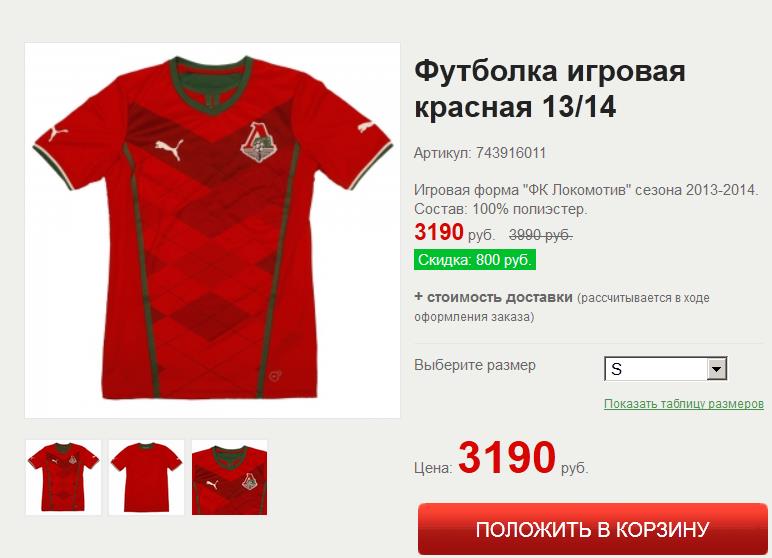 Футболка игровая
красная 13/14
Артикул: 743916011
Игровая форма "ФК Локомотив" сезона 2013-2014.
Состав: 100% полиэстер.
3190 руб. 3990 руб.
Скидка: 800 руб.
+ стоимость доставки (рассчитывается в ходе
оформления заказа)
Выберите размер S
Показать таблицу размеров
Цена: 3190 руб.
ПОЛОЖИТЬ В КОРЗИНУ